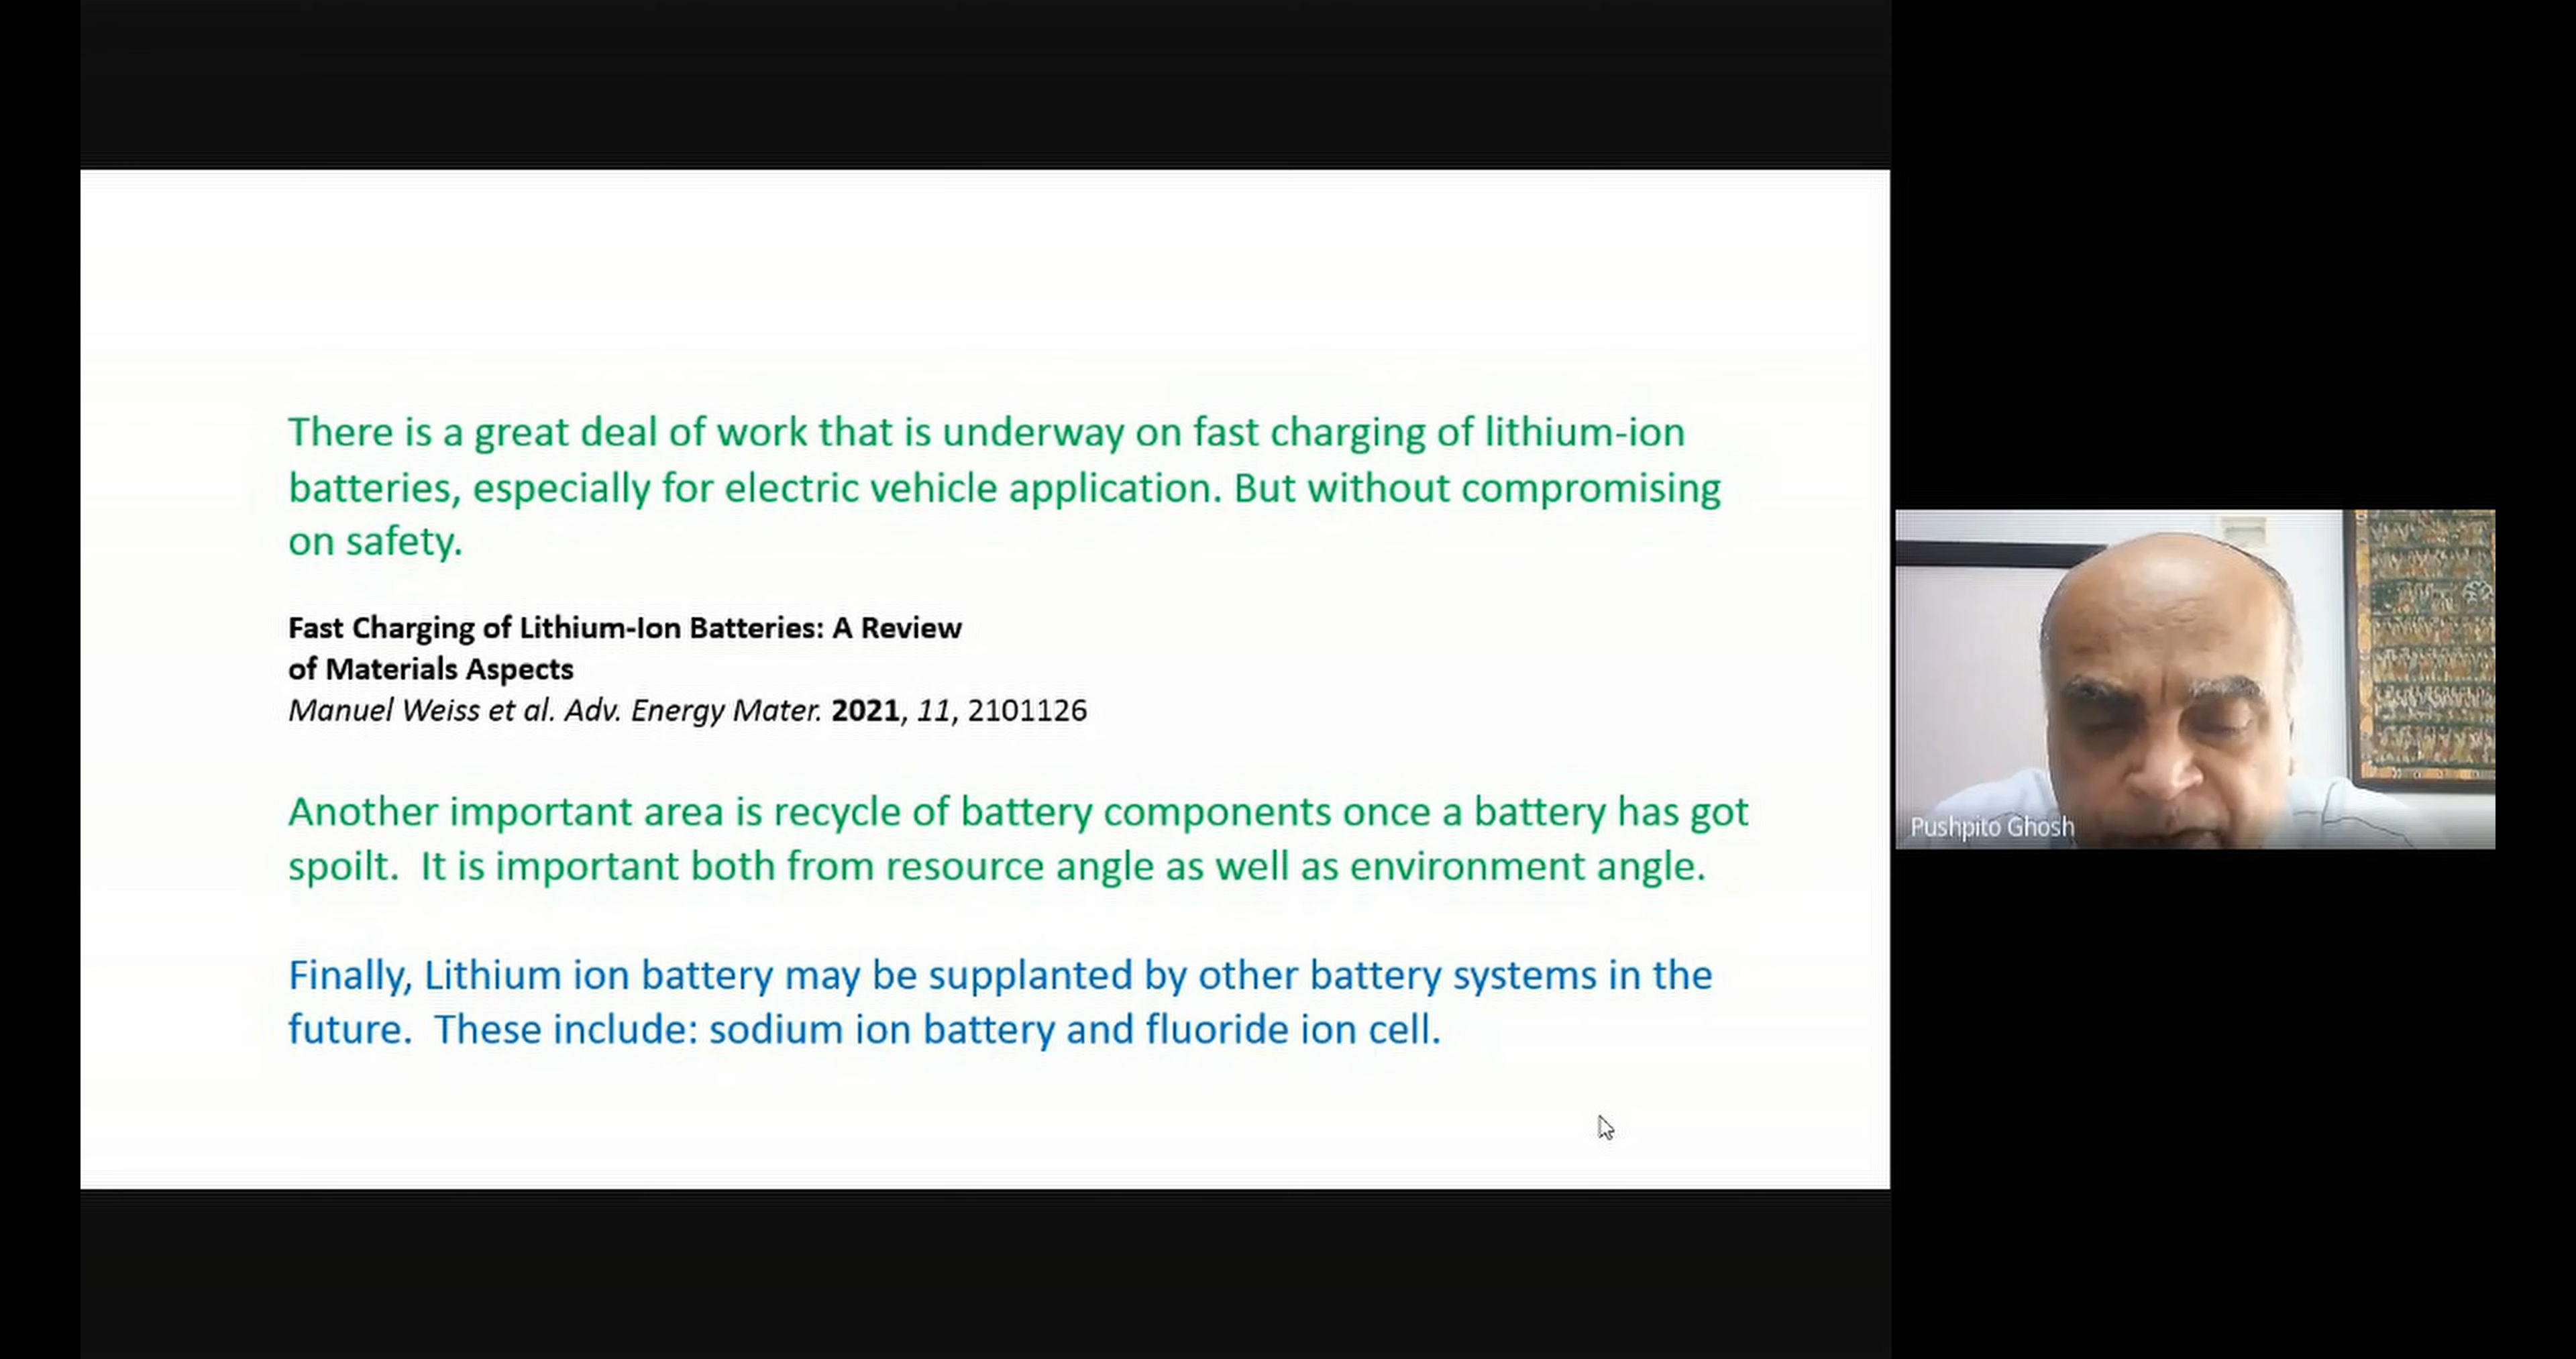 There is a great deal of work that is underway on fast charging of lithium-ion
batteries, especially for electric vehicle application. But without compromising
on safety.
Fast Charging of Lithium-Ion Batteries: A Review
of Materials Aspects
Manuel Weiss et al. Adv. Energy Mater. 2021, 11, 2101126
Another important area is recycle of battery components once a battery has got
spoilt.  It is important both from resource angle as well as environment angle.
Finally, Lithium ion battery may be supplanted by other battery systems in the
future.  These include: sodium ion battery and fluoride ion cell.
Pushpito Ghosh